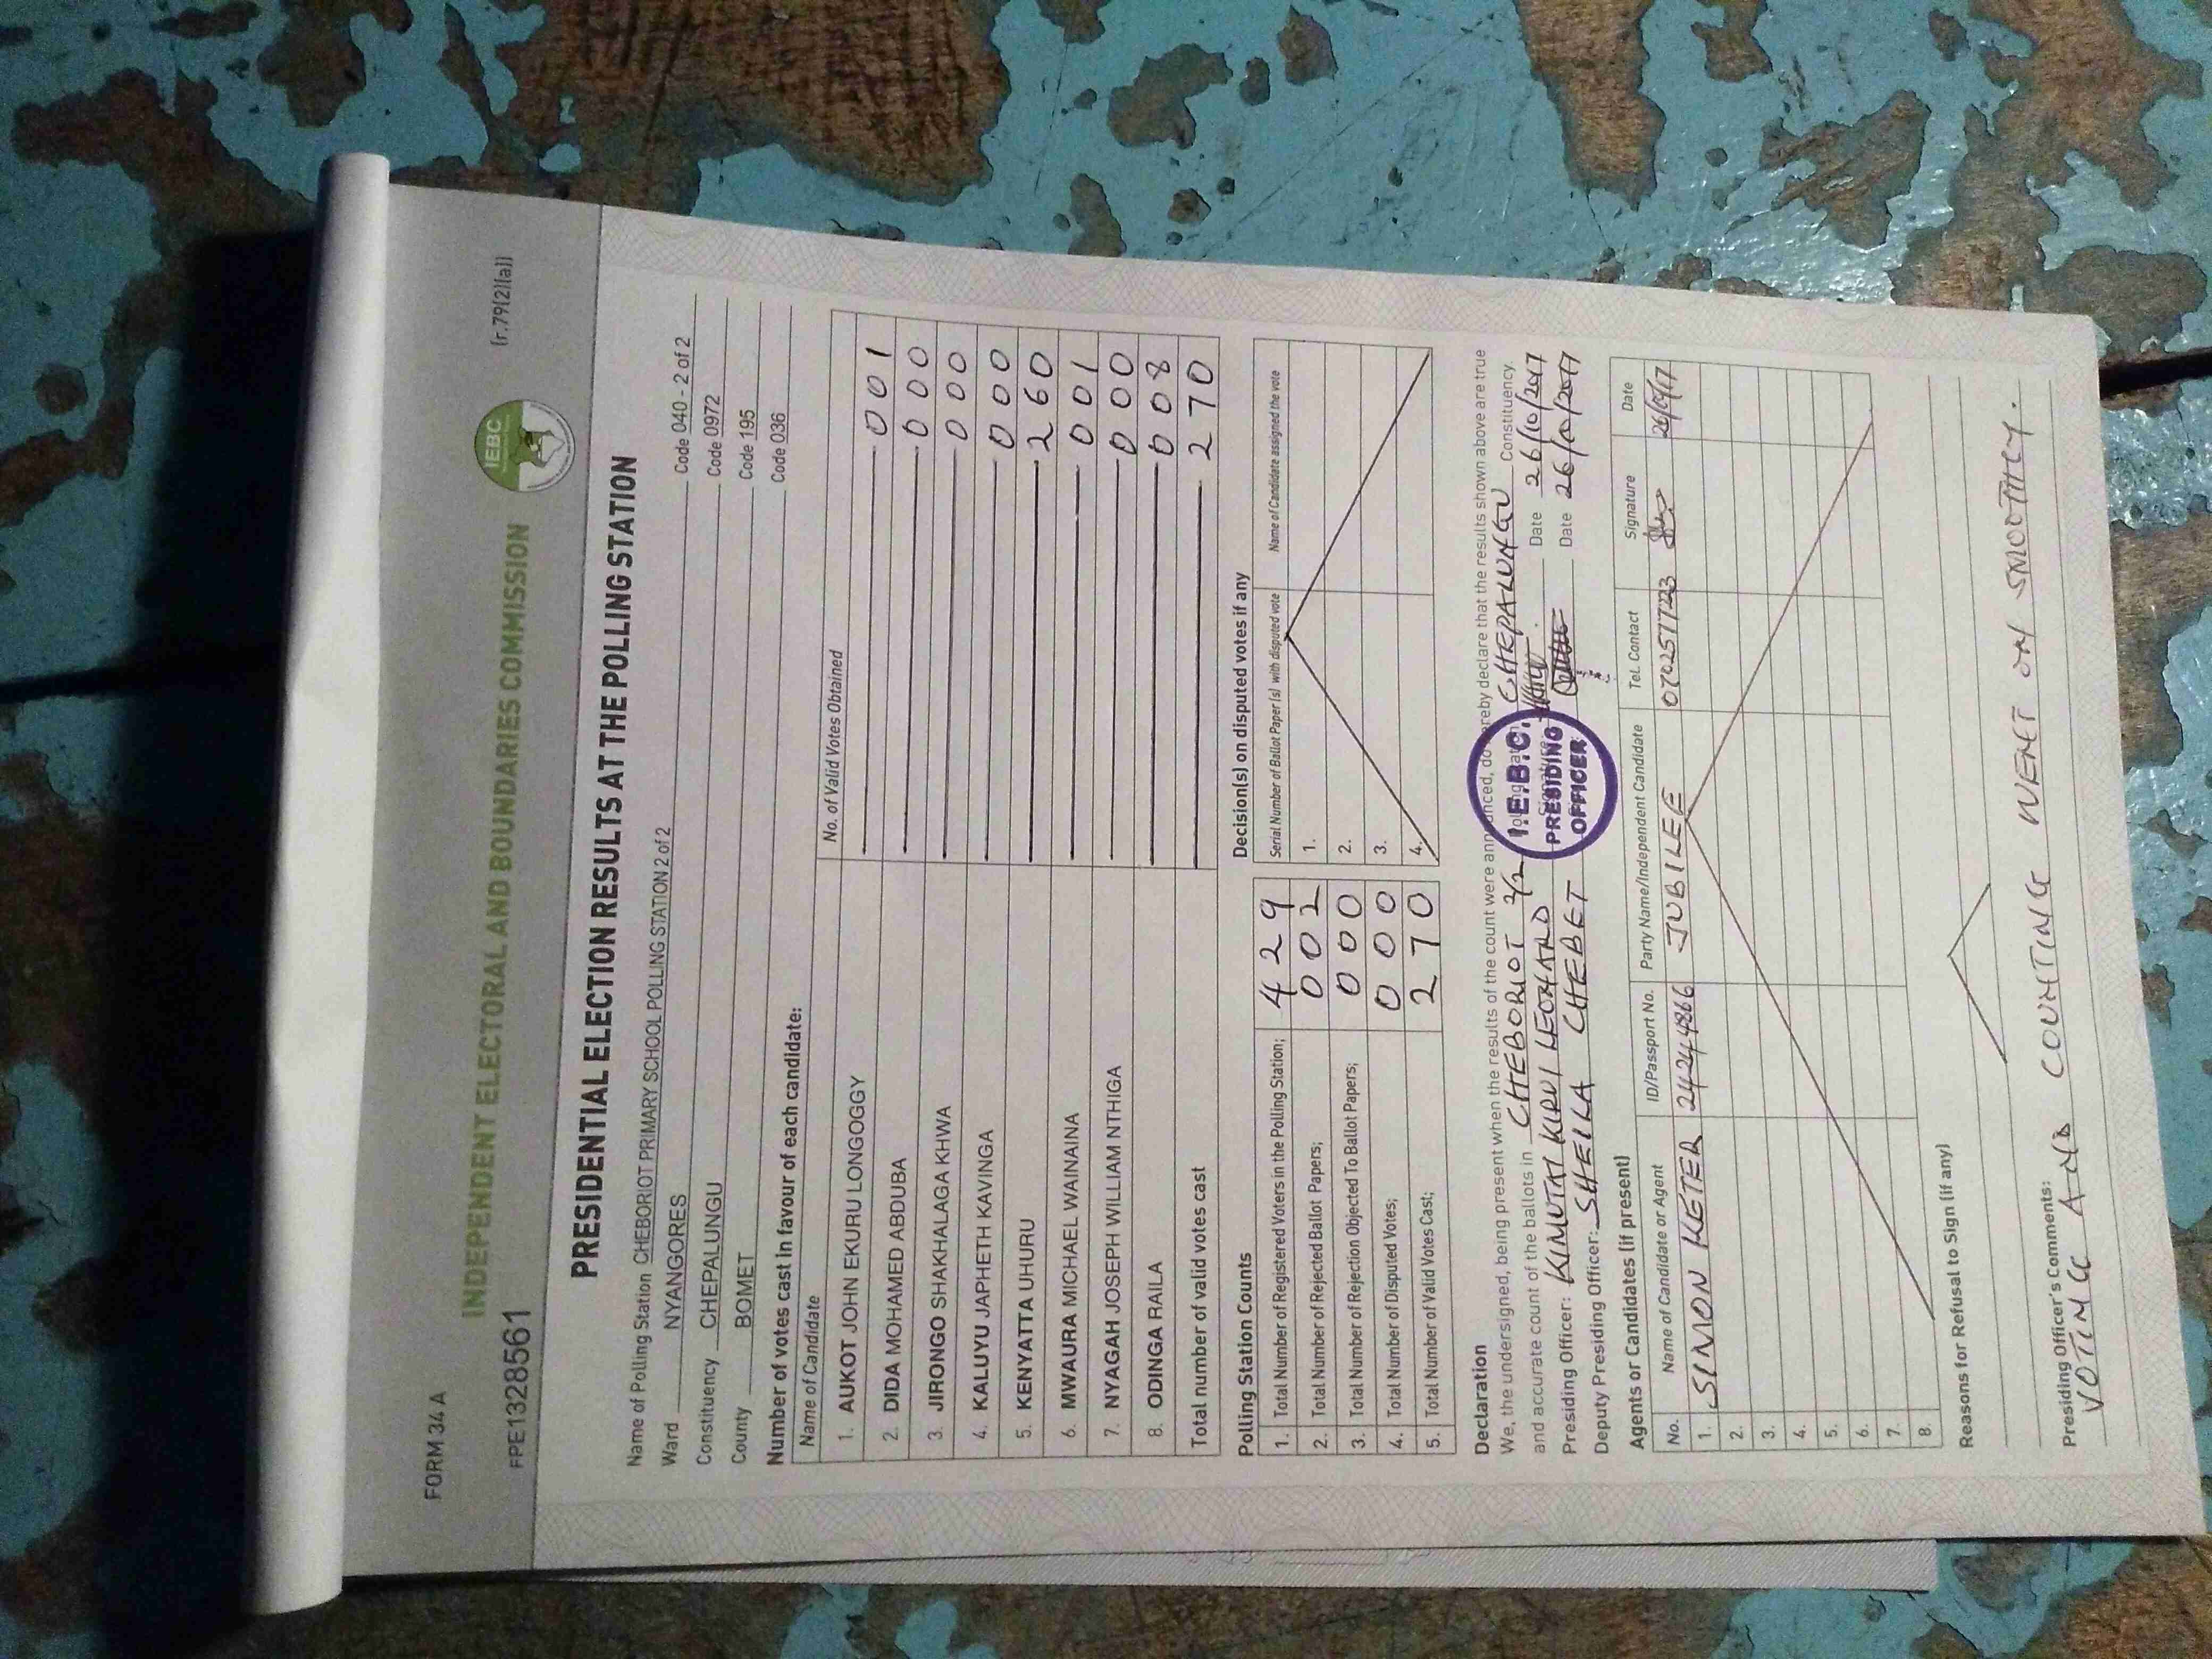 FORM 34 A
(r.79(2)(a))
INDEPENDENT ELECTORAL AND BOUNDARIES COMMISSION
IEBC
FPE1328561
PRESIDENTIAL ELECTION RESULTS AT THE POLLING STATION
Name of Polling Station CHEBORIOT PRIMARY SCHOOL POLLING STATION 2 of 2 Code 040 - 2 of 2
Ward NYANGORES Code 0972
Constituency CHEPALUNGU Code 195
County BOMET Code 036
Number of votes cast in favour of each candidate:
Name of Candidate No. of Valid Votes Obtained
1. AUKOT JOHN EKURU LONGOGGY 001
2. DIDA MOHAMED ABDUBA 000
3. JIRONGO SHAKHALAGA KHWA 000
4. KALUYU JAPHETH KAVINGA 000
5. KENYATTA UHURU 260
6. MWAURA MICHAEL WAINAINA 001
7. NYAGAH JOSEPH WILLIAM NTHIGA 000
8. ODINGA RAILA 008
Total number of valid votes cast 270
Polling Station Counts
1. Total Number of Registered Voters in the Polling Station; 429
2. Total Number of Rejected Ballot Papers; 002
3. Total Number of Rejection Objected To Ballot Papers; 000
4. Total Number of Disputed Votes; 000
5. Total Number of Valid Votes Cast; 270
Decision(s) on disputed votes if any
Serial Number of Ballot Paper(s) with disputed vote Name of Candidate assigned the vote
1.
2.
3.
4.
Declaration
We, the undersigned, being present when the results of the count were announced, do hereby declare that the results shown above are true
and accurate count of the ballots in CHEBORIOT 2/2 CHEPALUNGU Constituency.
Presiding Officer: KIMUTAI KIRUI LEONARD Date 26/10/2017
Deputy Presiding Officer: SHEILA CHEBET Date 26/10/2017
I.E.B.C.
PRESIDING
OFFICER
Agents or Candidates (if present)
No. Name of Candidate or Agent ID/Passport No. Party Name/Independent Candidate Tel. Contact Signature Date
1. SIMON KETER 24244866 JUBILEE 0702517723
2.
3.
4.
5.
6.
7.
8.
Reasons for Refusal to Sign (if any)
Presiding Officer's Comments:
VOTING AND COUNTING WENT ON SMOOTHLY.